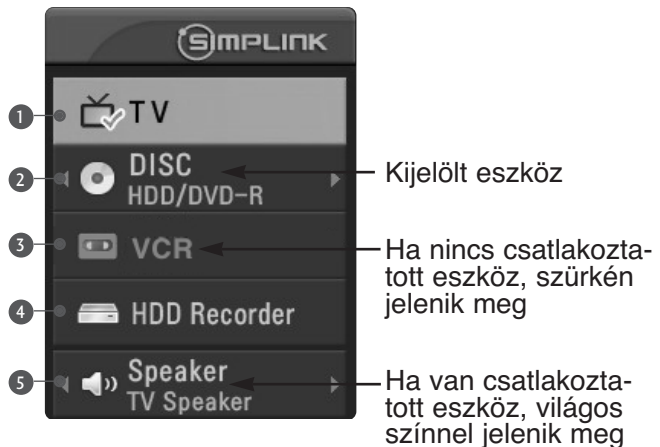 SIMPLINK
1 TV
2 DISC
HDD/DVD-R
Kijelölt eszköz
3 VCR
Ha nincs csatlakozta-
tott eszköz, szürkén
jelenik meg
4 HDD Recorder
5 Speaker
TV Speaker
Ha van csatlakozta-
tott eszköz, világos
színnel jelenik meg